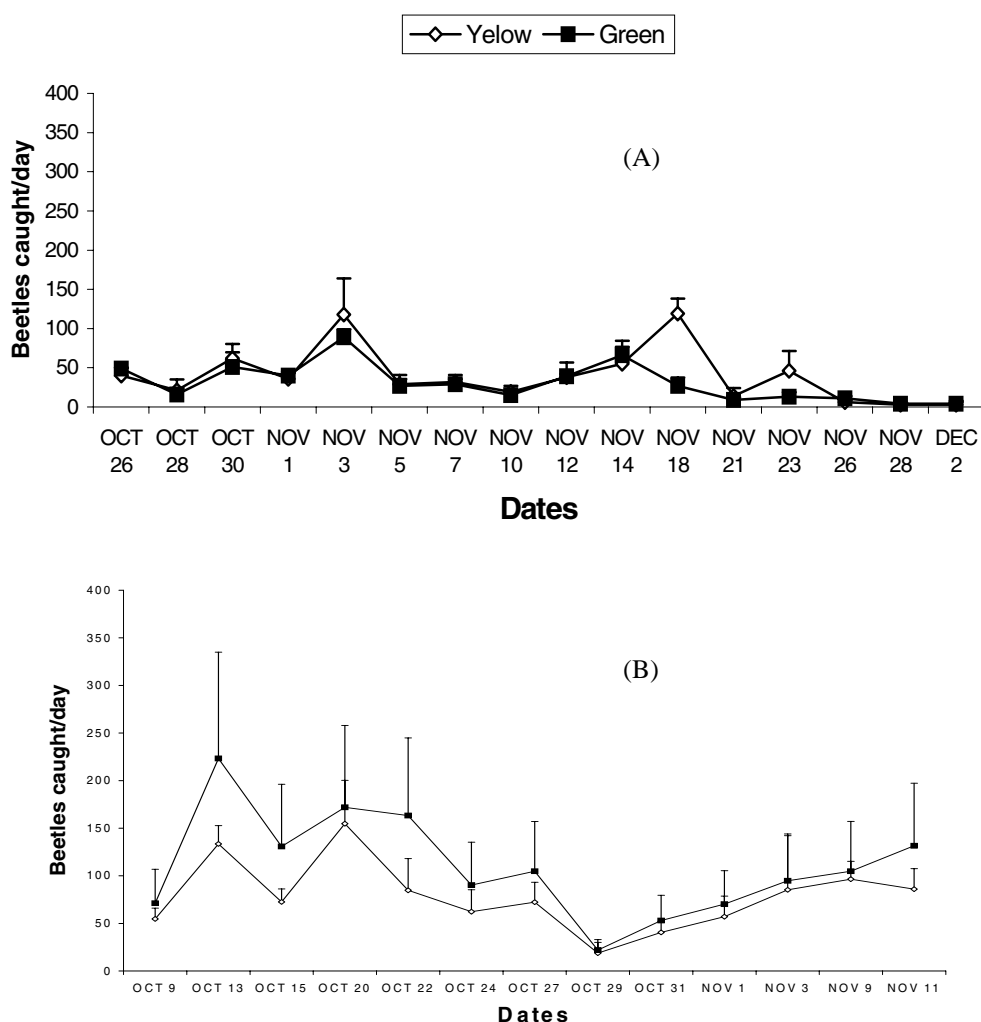 Yelow Green
400
350
300
250
200
150
100
50
0
Beetles caught/day
(A)
OCT OCT OCT NOV NOV NOV NOV NOV NOV NOV NOV NOV NOV NOV NOV DEC
26 28 30 1 3 5 7 10 12 14 18 21 23 26 28 2
Dates
400
350
300
250
200
150
100
50
0
Beetles caught/day
(B)
OCT 9 OCT 13 OCT 15 OCT 20 OCT 22 OCT 24 OCT 27 OCT 29 OCT 31 NOV 1 NOV 3 NOV 9 NOV 11
Dates